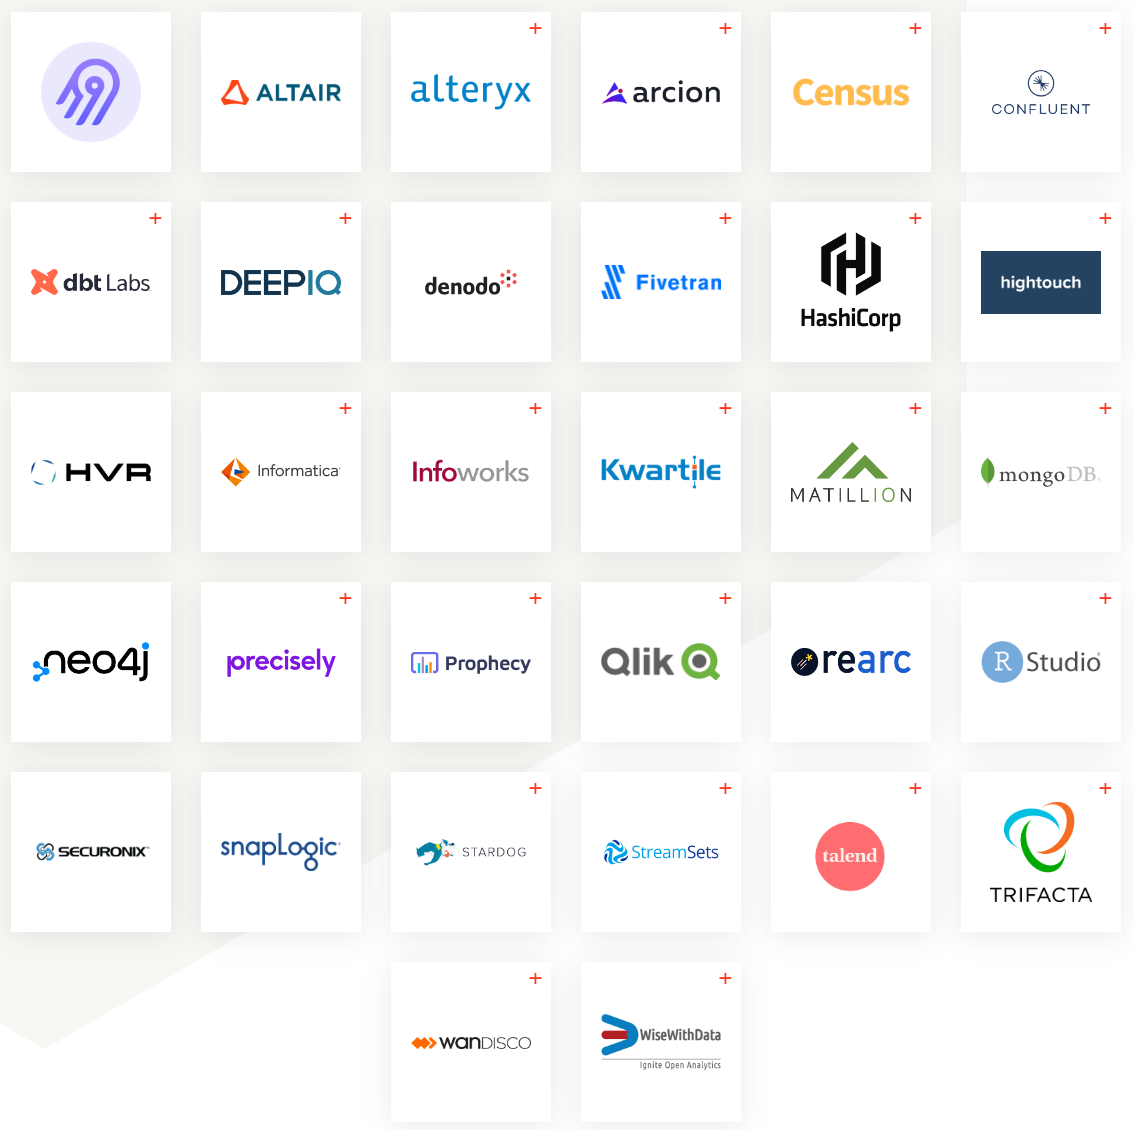 +
+
+
+
ALTAIR
alteryx
arcion
Census
CONFLUENT
+
+
+
+
+
dbt Labs
DEEPIQ
denodo
Fivetran
HashiCorp
hightouch
+
+
+
+
+
HVR
Informatica
Infoworks
Kwartile
MATILLION
mongoDB®
+
+
+
+
neo4j
precisely
Prophecy
Qlik
rearc
R Studio®
+
+
+
+
SECURONIX™
snapLogic®
STARDOG
StreamSets
talend
TRIFACTA
+
+
WANDISCO
WiseWithData
Ignite Open Analytics